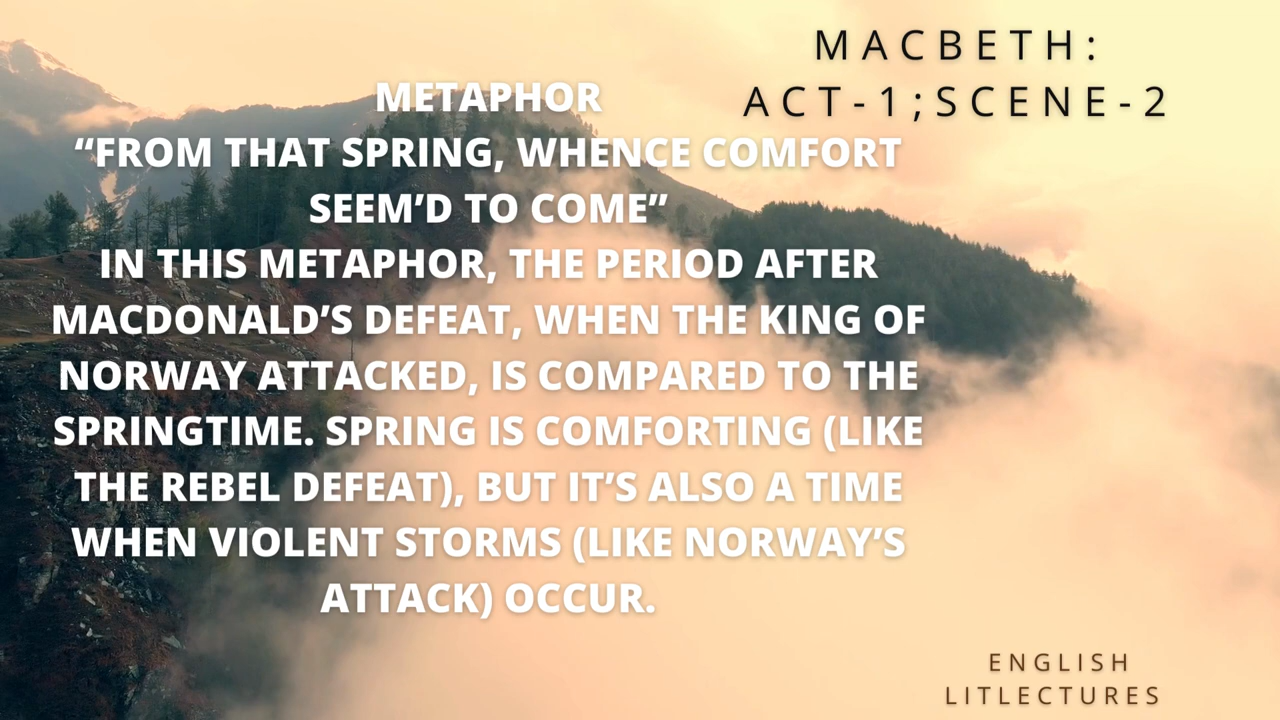 MACBETH:
ACT-1;SCENE-2
METAPHOR
“FROM THAT SPRING, WHENCE COMFORT
SEEM’D TO COME”
IN THIS METAPHOR, THE PERIOD AFTER
MACDONALD’S DEFEAT, WHEN THE KING OF
NORWAY ATTACKED, IS COMPARED TO THE
SPRINGTIME. SPRING IS COMFORTING (LIKE
THE REBEL DEFEAT), BUT IT’S ALSO A TIME
WHEN VIOLENT STORMS (LIKE NORWAY’S
ATTACK) OCCUR.
ENGLISH
LITLECTURES